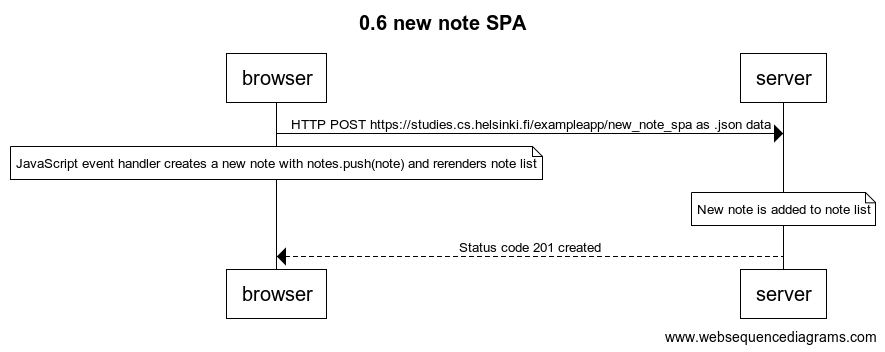 0.6 new note SPA
browser
server
HTTP POST https://studies.cs.helsinki.fi/exampleapp/new_note_spa as .json data
JavaScript event handler creates a new note with notes.push(note) and rerenders note list
New note is added to note list
Status code 201 created
browser
server
www.websequencediagrams.com